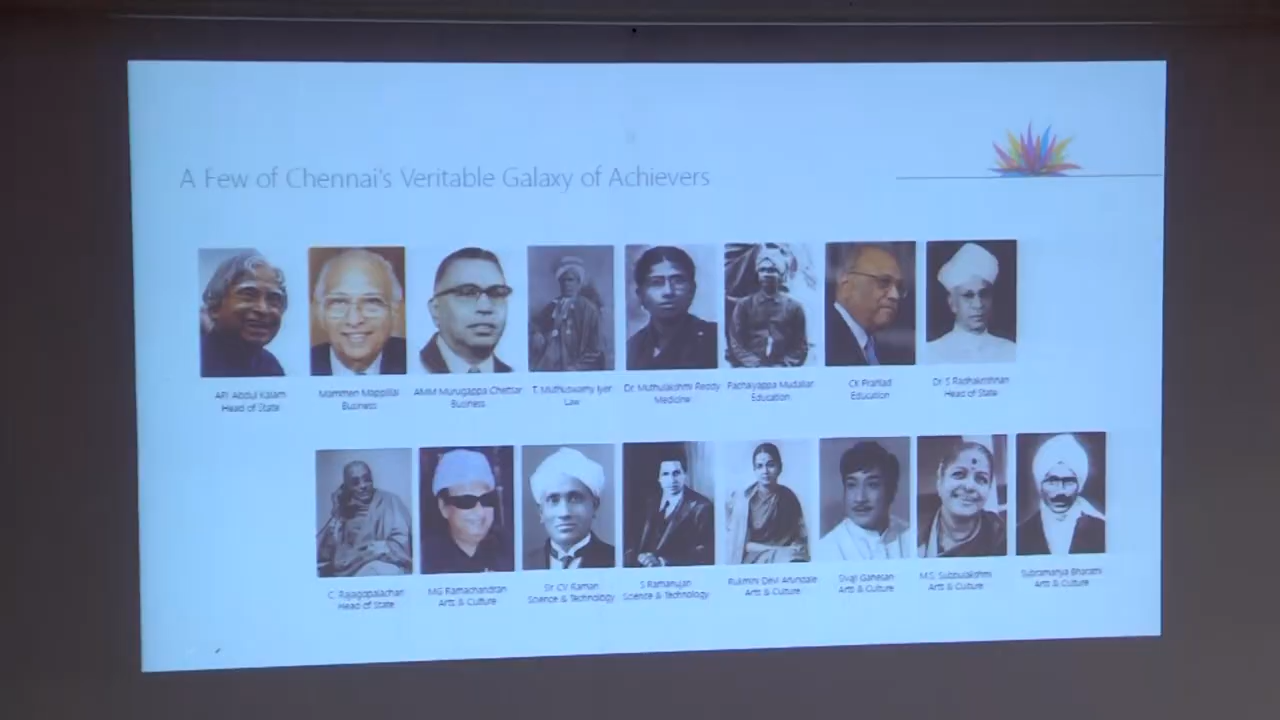 A Few of Chennai's Veritable Galaxy of Achievers
APJ Abdul Kalam
Head of State
Mammen Mappillai
Business
AMM Murugappa Chettiar
Business
T. Muthuswamy Iyer
Law
Dr. Muthulakshmi Reddy
Medicine
Pachaiyappa Mudaliar
Education
CK Prahlad
Education
Dr. S Radhakrishnan
Head of State
C. Rajagopalachari
Head of State
MG Ramachandran
Arts & Culture
Sir CV Raman
Science & Technology
S Ramanujan
Science & Technology
Rukmini Devi Arundale
Arts & Culture
Sivaji Ganesan
Arts & Culture
M.S. Subbulakshmi
Arts & Culture
Subramanya Bharathi
Arts & Culture